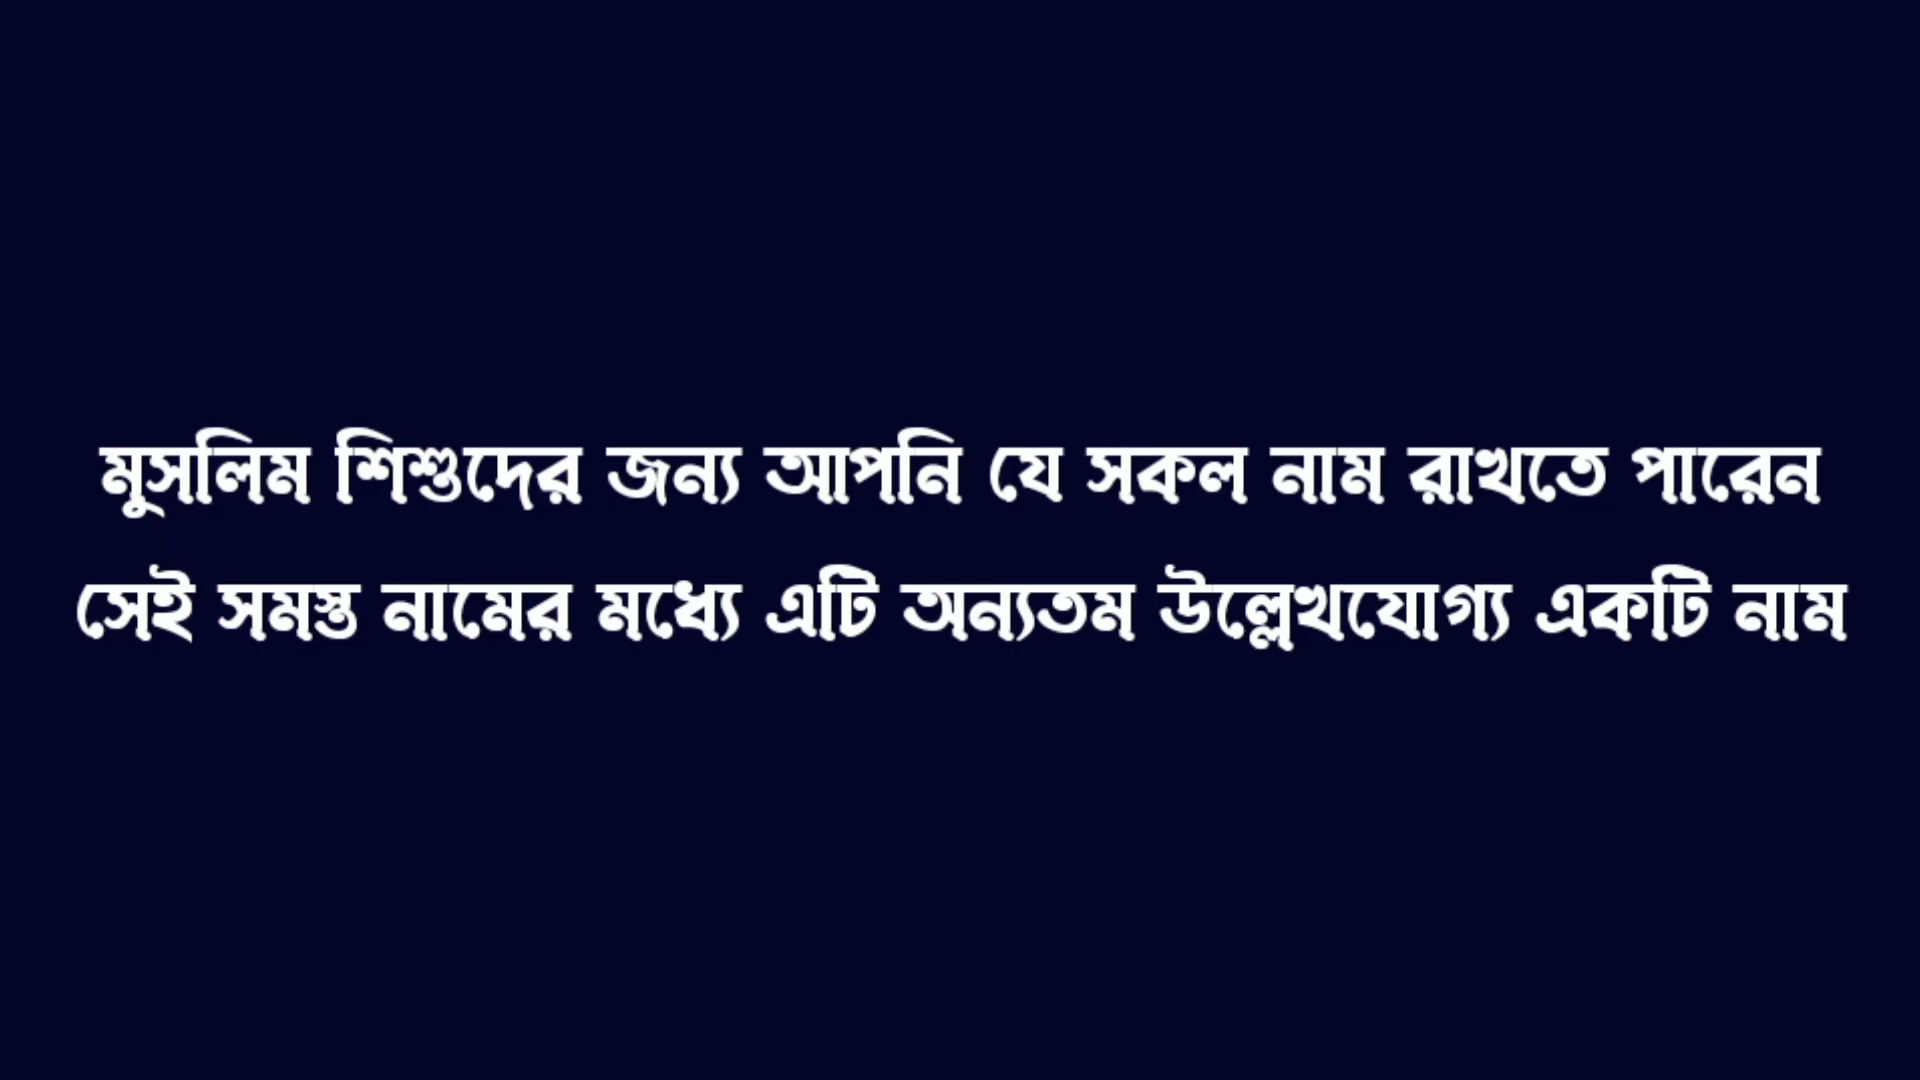 মুসলিম শিশুদের জন্য আপনি যে সকল নাম রাখতে পারেন
সেই সমস্ত নামের মধ্যে এটি অন্যতম উল্লেখযোগ্য একটি নাম